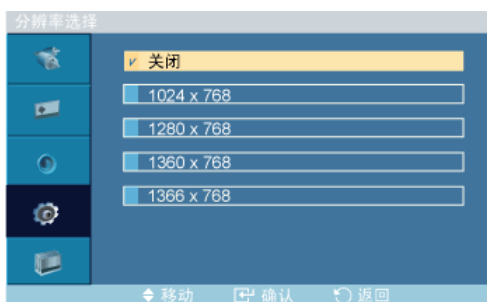 分辨率选择
关闭
1024 x 768
1280 x 768
1360 x 768
1366 x 768
移动 确认 返回